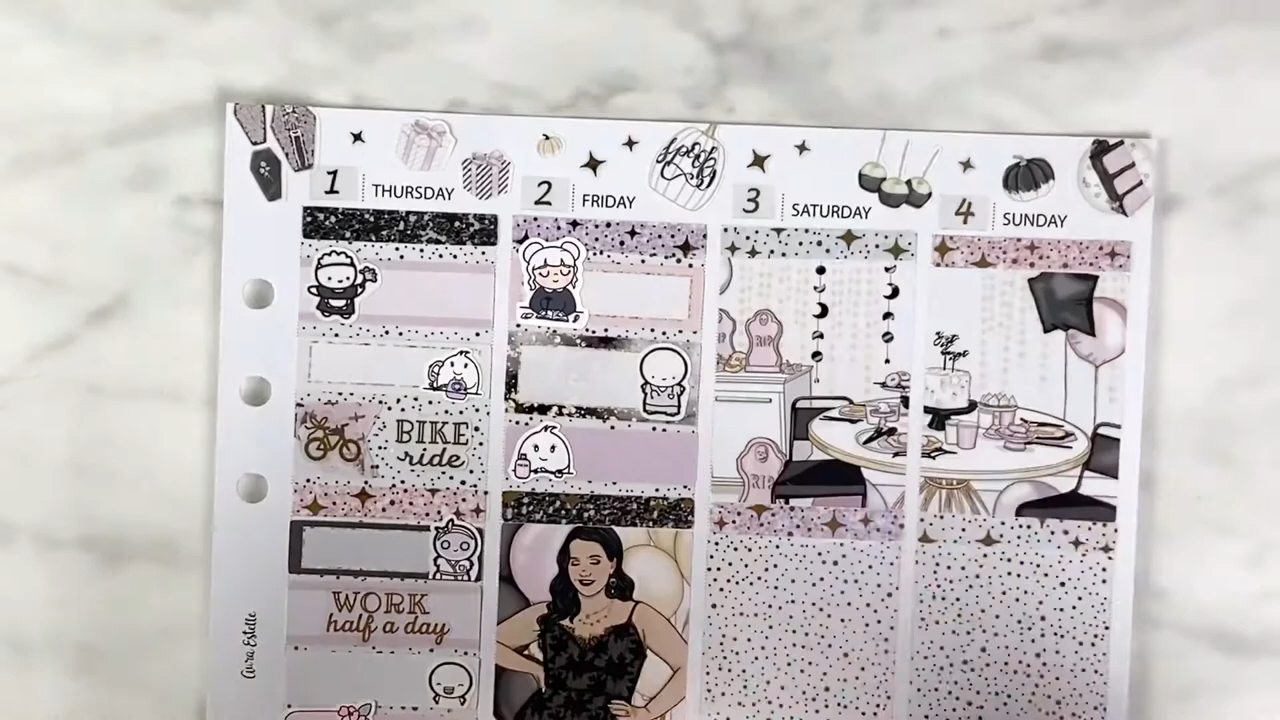 1 THURSDAY
2 FRIDAY
3 SATURDAY
4 SUNDAY
BIKE
ride
WORK
half a day
RIP
RIP
Aura Estelle